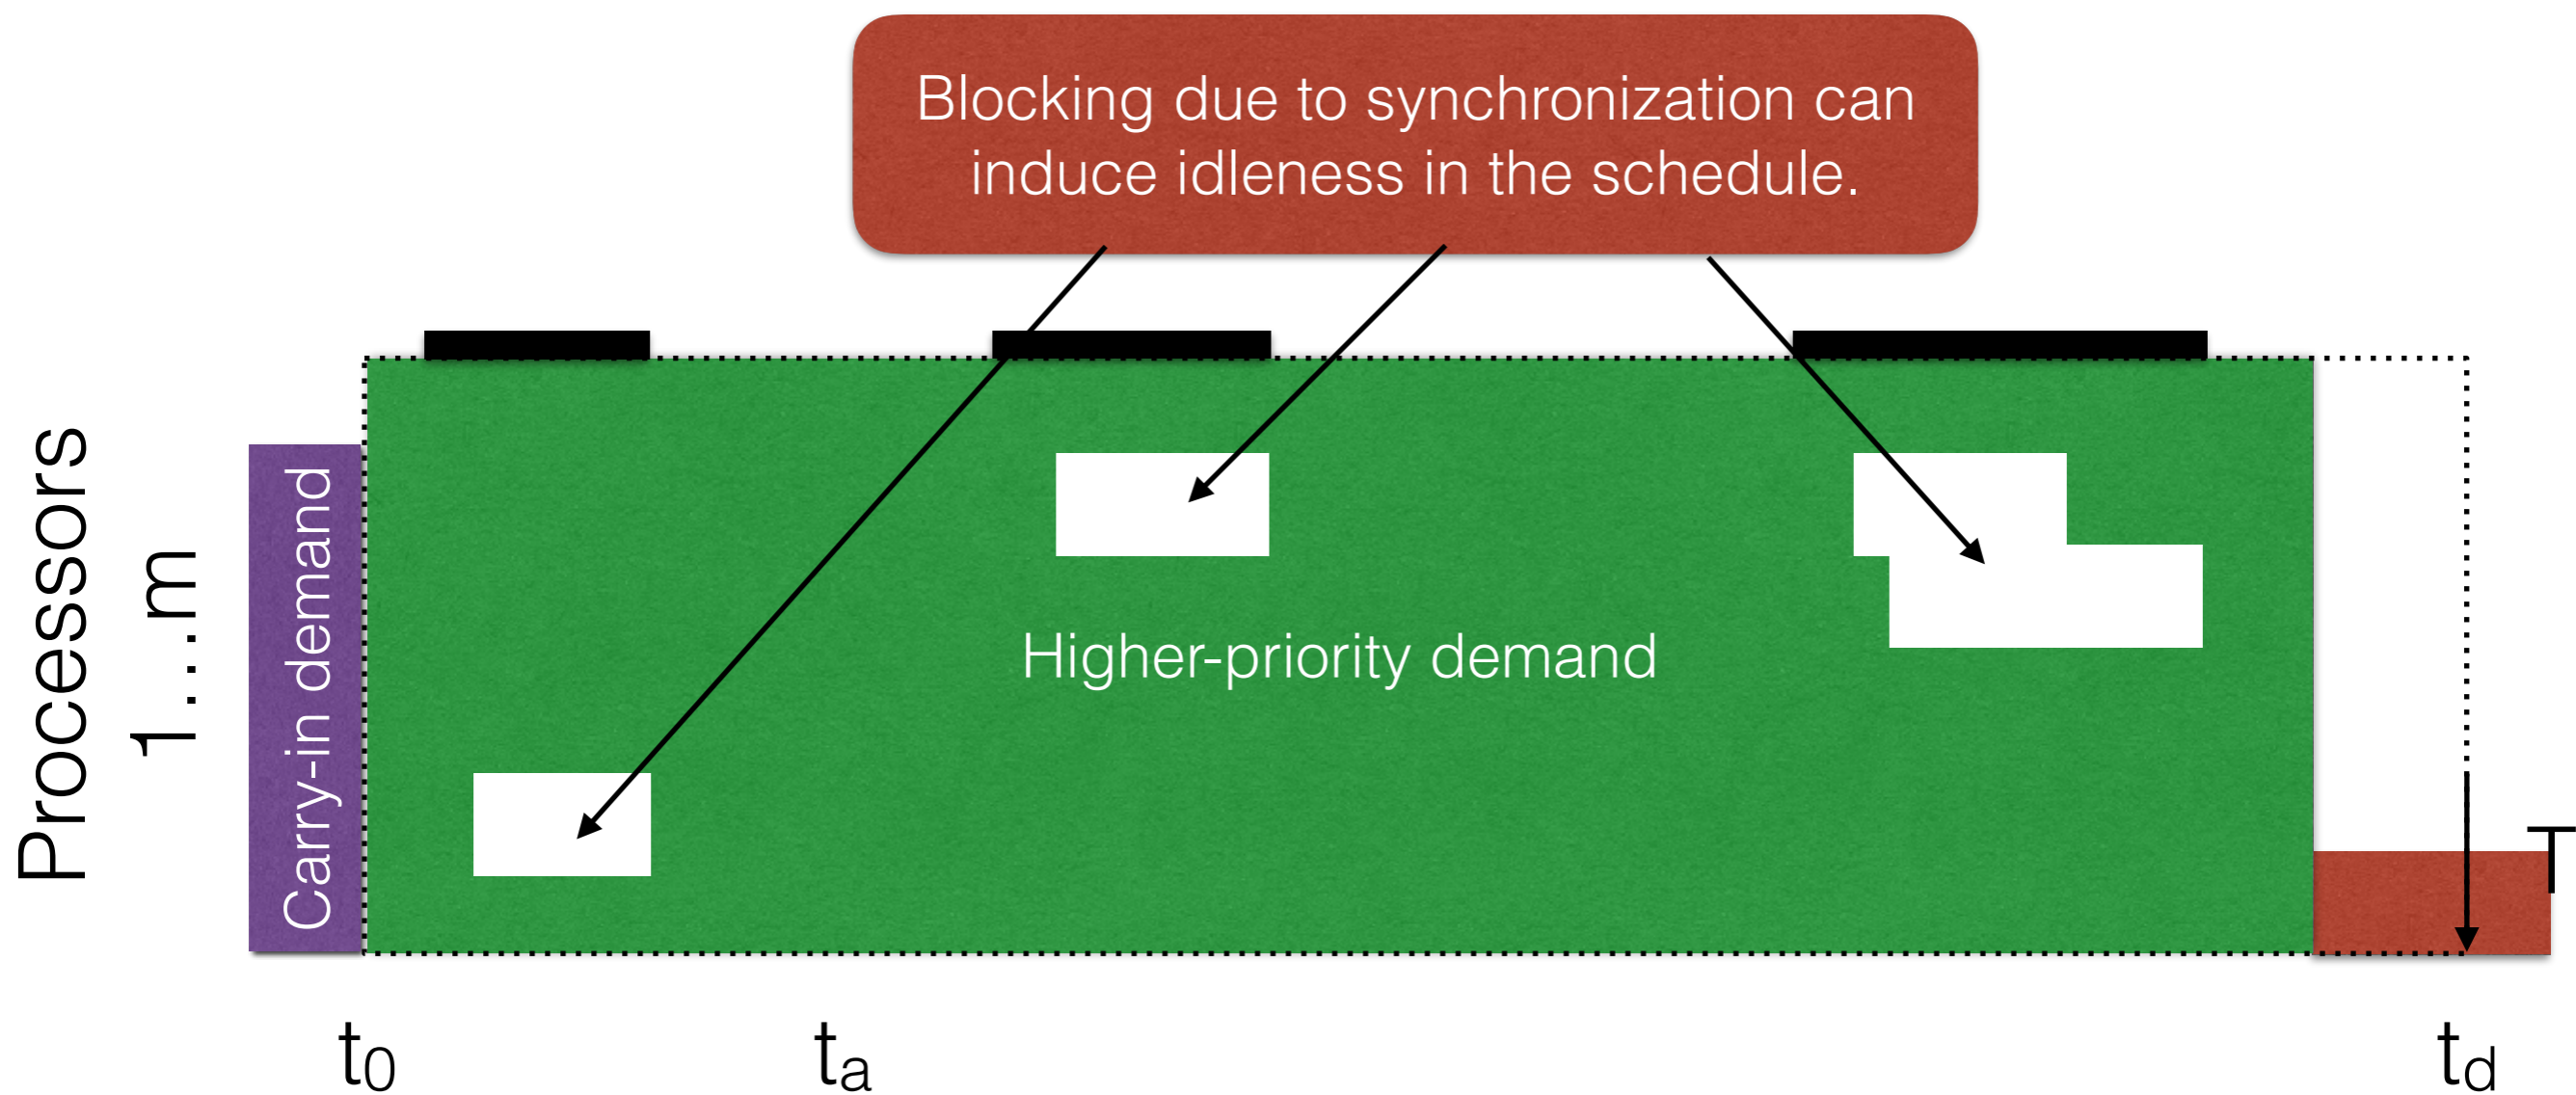 Blocking due to synchronization can
induce idleness in the schedule.
Processors
1…m
Carry-in demand
Higher-priority demand
T
t₀
tₐ
t_d